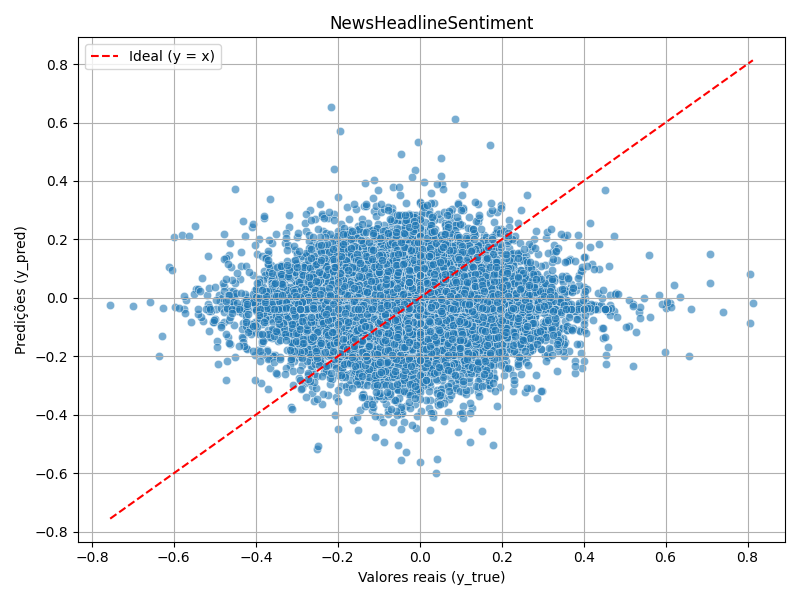 NewsHeadlineSentiment
Ideal (y = x)
0.8
0.6
0.4
0.2
0.0
−0.2
−0.4
−0.6
−0.8
Predições (y_pred)
−0.8 −0.6 −0.4 −0.2 0.0 0.2 0.4 0.6 0.8
Valores reais (y_true)